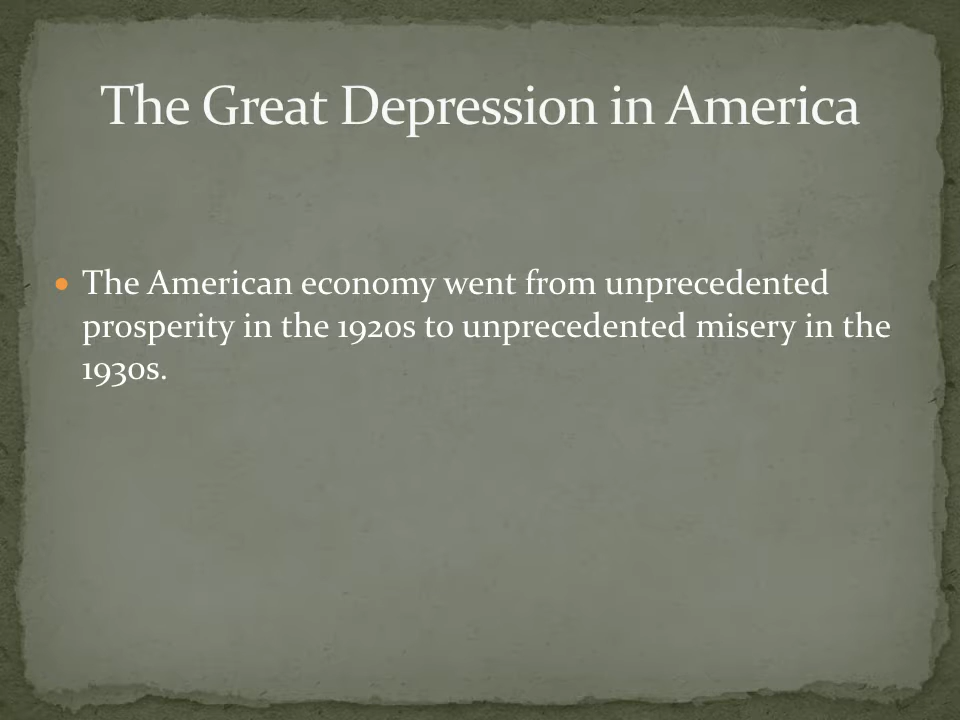 The Great Depression in America
• The American economy went from unprecedented
prosperity in the 1920s to unprecedented misery in the
1930s.